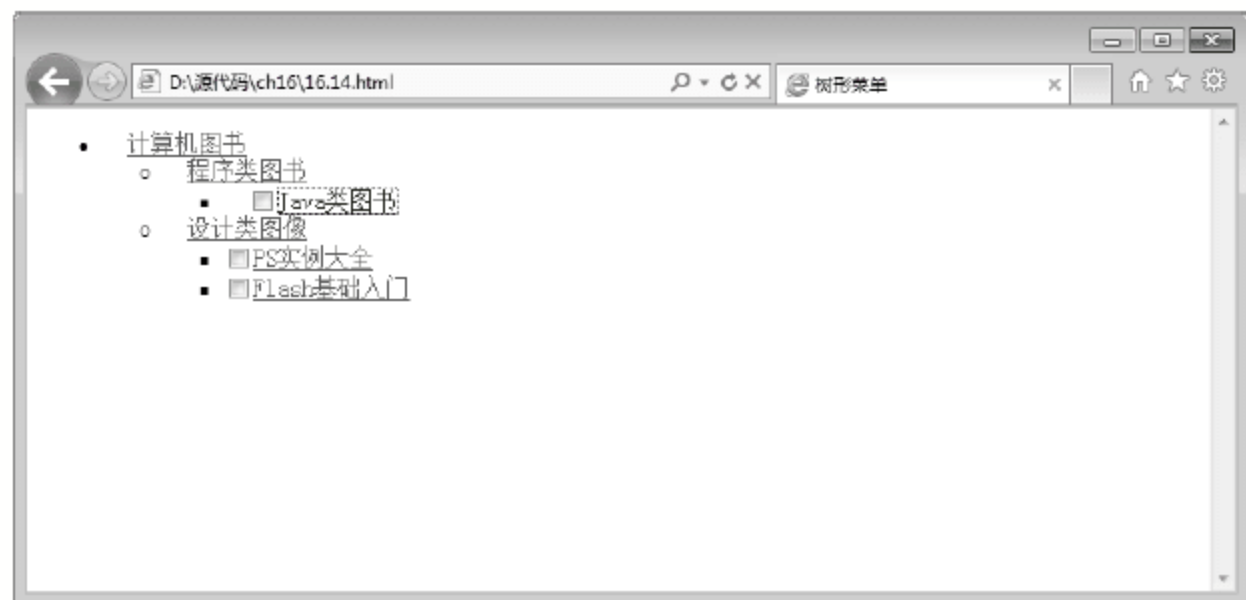 D:\源代码\ch16\16.14.html
树形菜单
计算机图书
程序类图书
Java类图书
设计类图像
PS实例大全
Flash基础入门